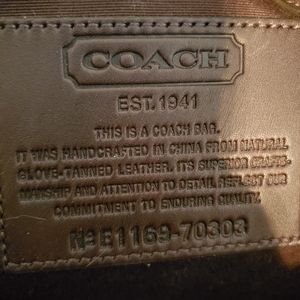 COACH
EST. 1941
THIS IS A COACH BAG.
IT WAS HANDCRAFTED IN CHINA FROM NATURAL
GLOVE-TANNED LEATHER. ITS SUPERIOR CRAFTS-
MANSHIP AND ATTENTION TO DETAIL REFLECT OUR
COMMITMENT TO ENDURING QUALITY.
Nº E1169-70303